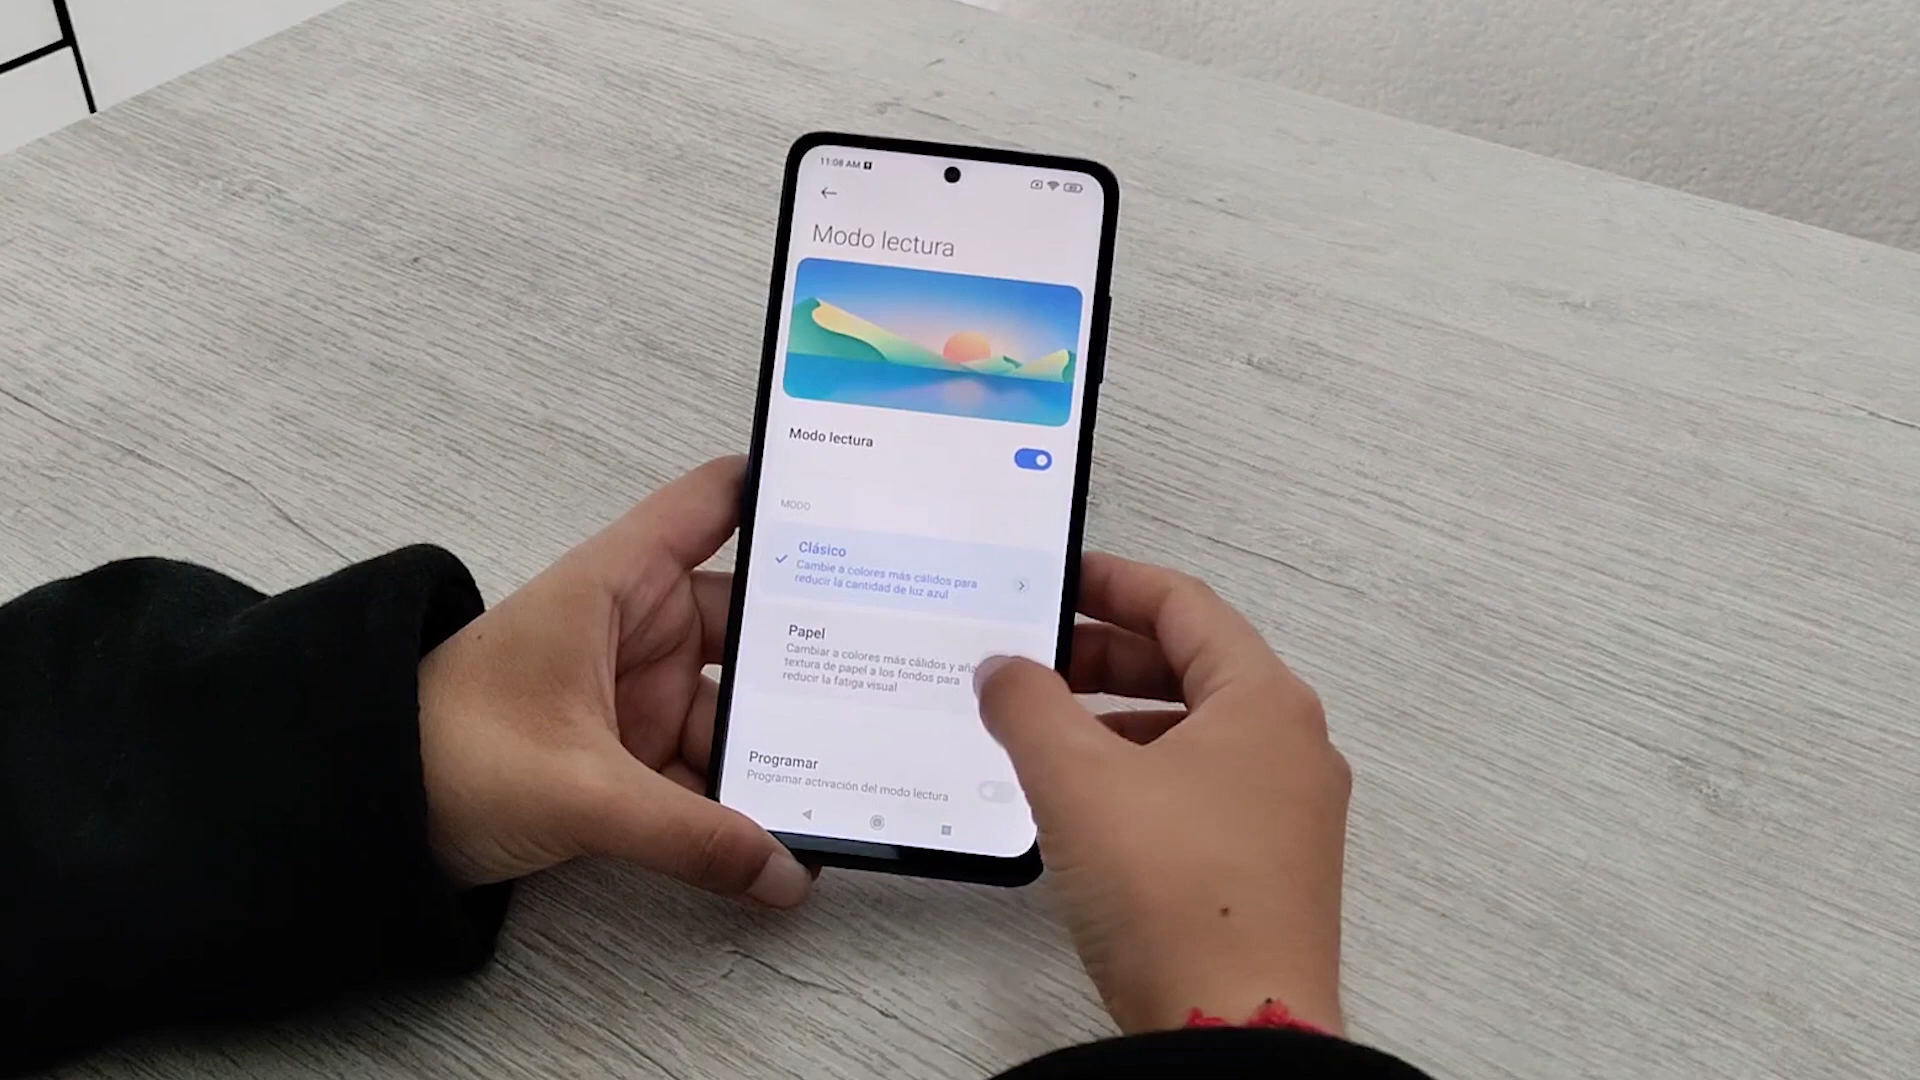 11:08 AM
Modo lectura
Modo lectura
MODO
Clásico
Cambie a colores más cálidos para
reducir la cantidad de luz azul
Papel
Cambiar a colores más cálidos y
textura de papel a los fondos para
reducir la fatiga visual
Programar
Programar activación del modo lectura